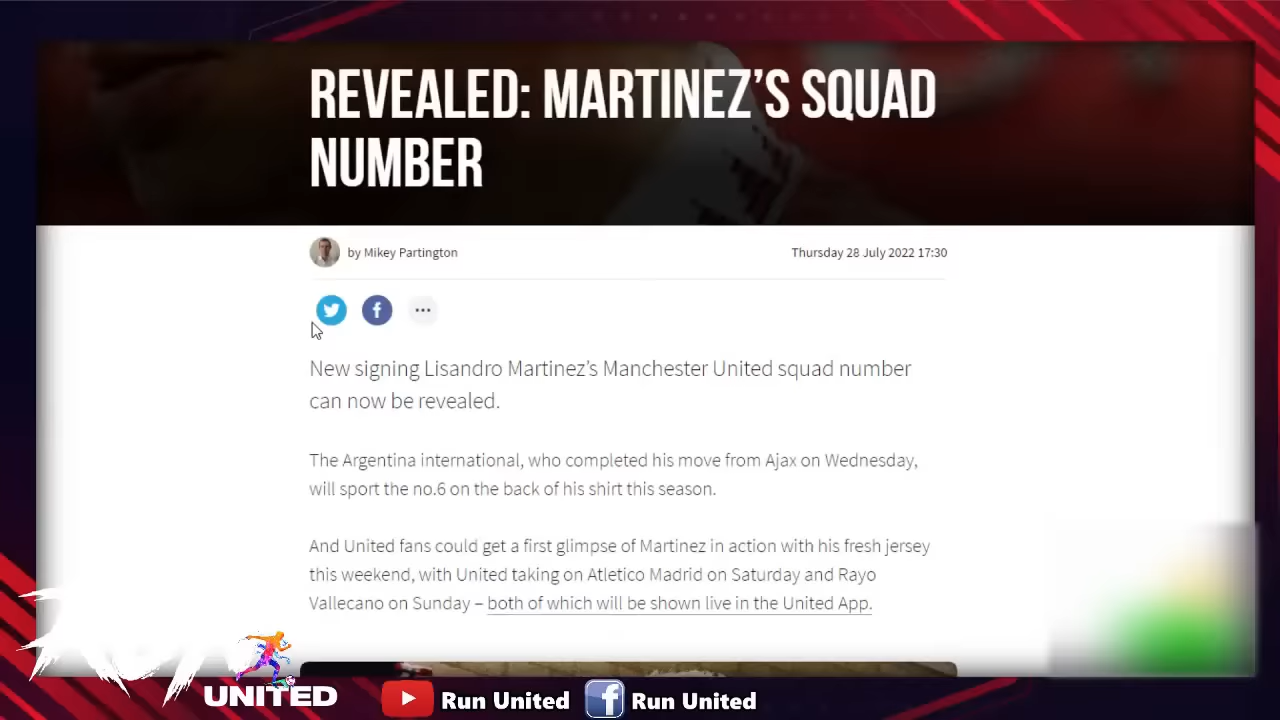 REVEALED: MARTINEZ'S SQUAD
NUMBER
by Mikey Partington
Thursday 28 July 2022 17:30
New signing Lisandro Martinez's Manchester United squad number
can now be revealed.
The Argentina international, who completed his move from Ajax on Wednesday,
will sport the no.6 on the back of his shirt this season.
And United fans could get a first glimpse of Martinez in action with his fresh jersey
this weekend, with United taking on Atletico Madrid on Saturday and Rayo
Vallecano on Sunday – both of which will be shown live in the United App.
UNITED
Run United
Run United